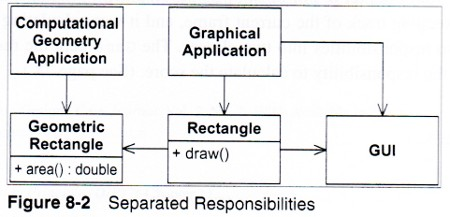 Computational
Geometry
Application
Graphical
Application
Geometric
Rectangle
+ area() : double
Rectangle
+ draw()
GUI
Figure 8-2 Separated Responsibilities